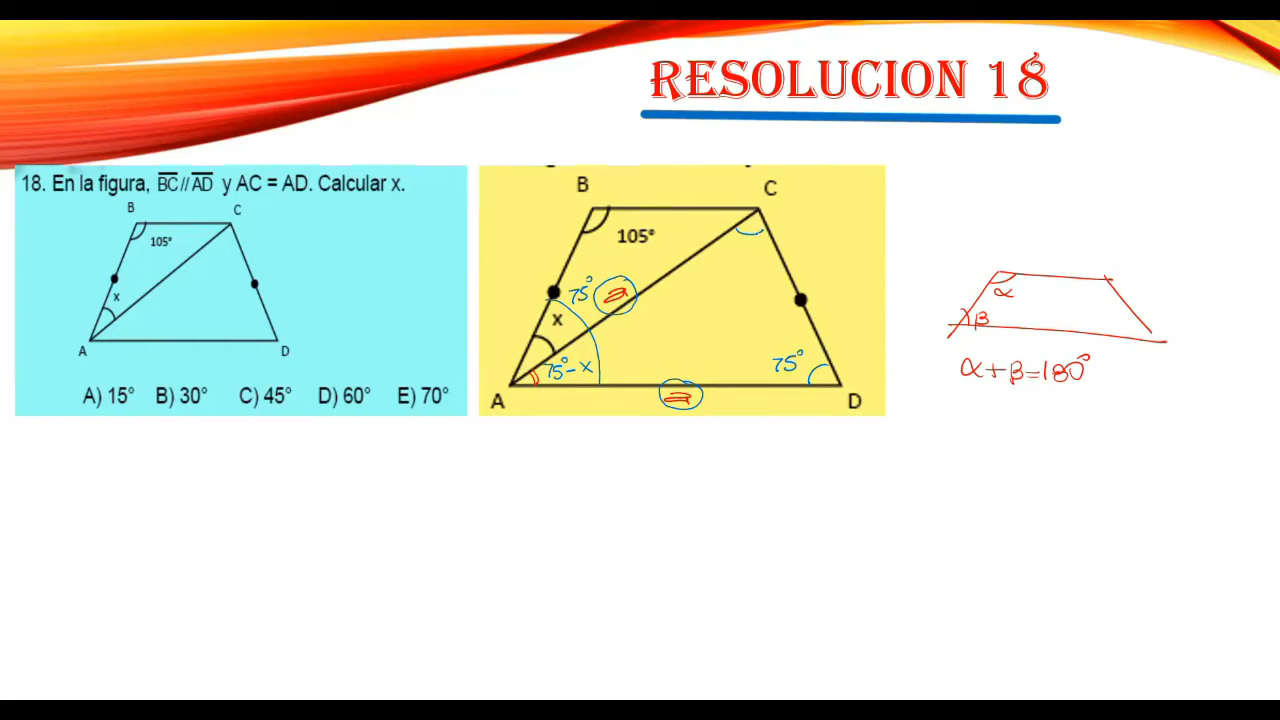 RESOLUCION 18
18. En la figura, BC // AD y AC = AD. Calcular x.
B
C
105°
x
A
D
A) 15° B) 30° C) 45° D) 60° E) 70°
B
C
105°
75°
=
x
75°- x
75°
A
=
D
α
β
α+β=180°